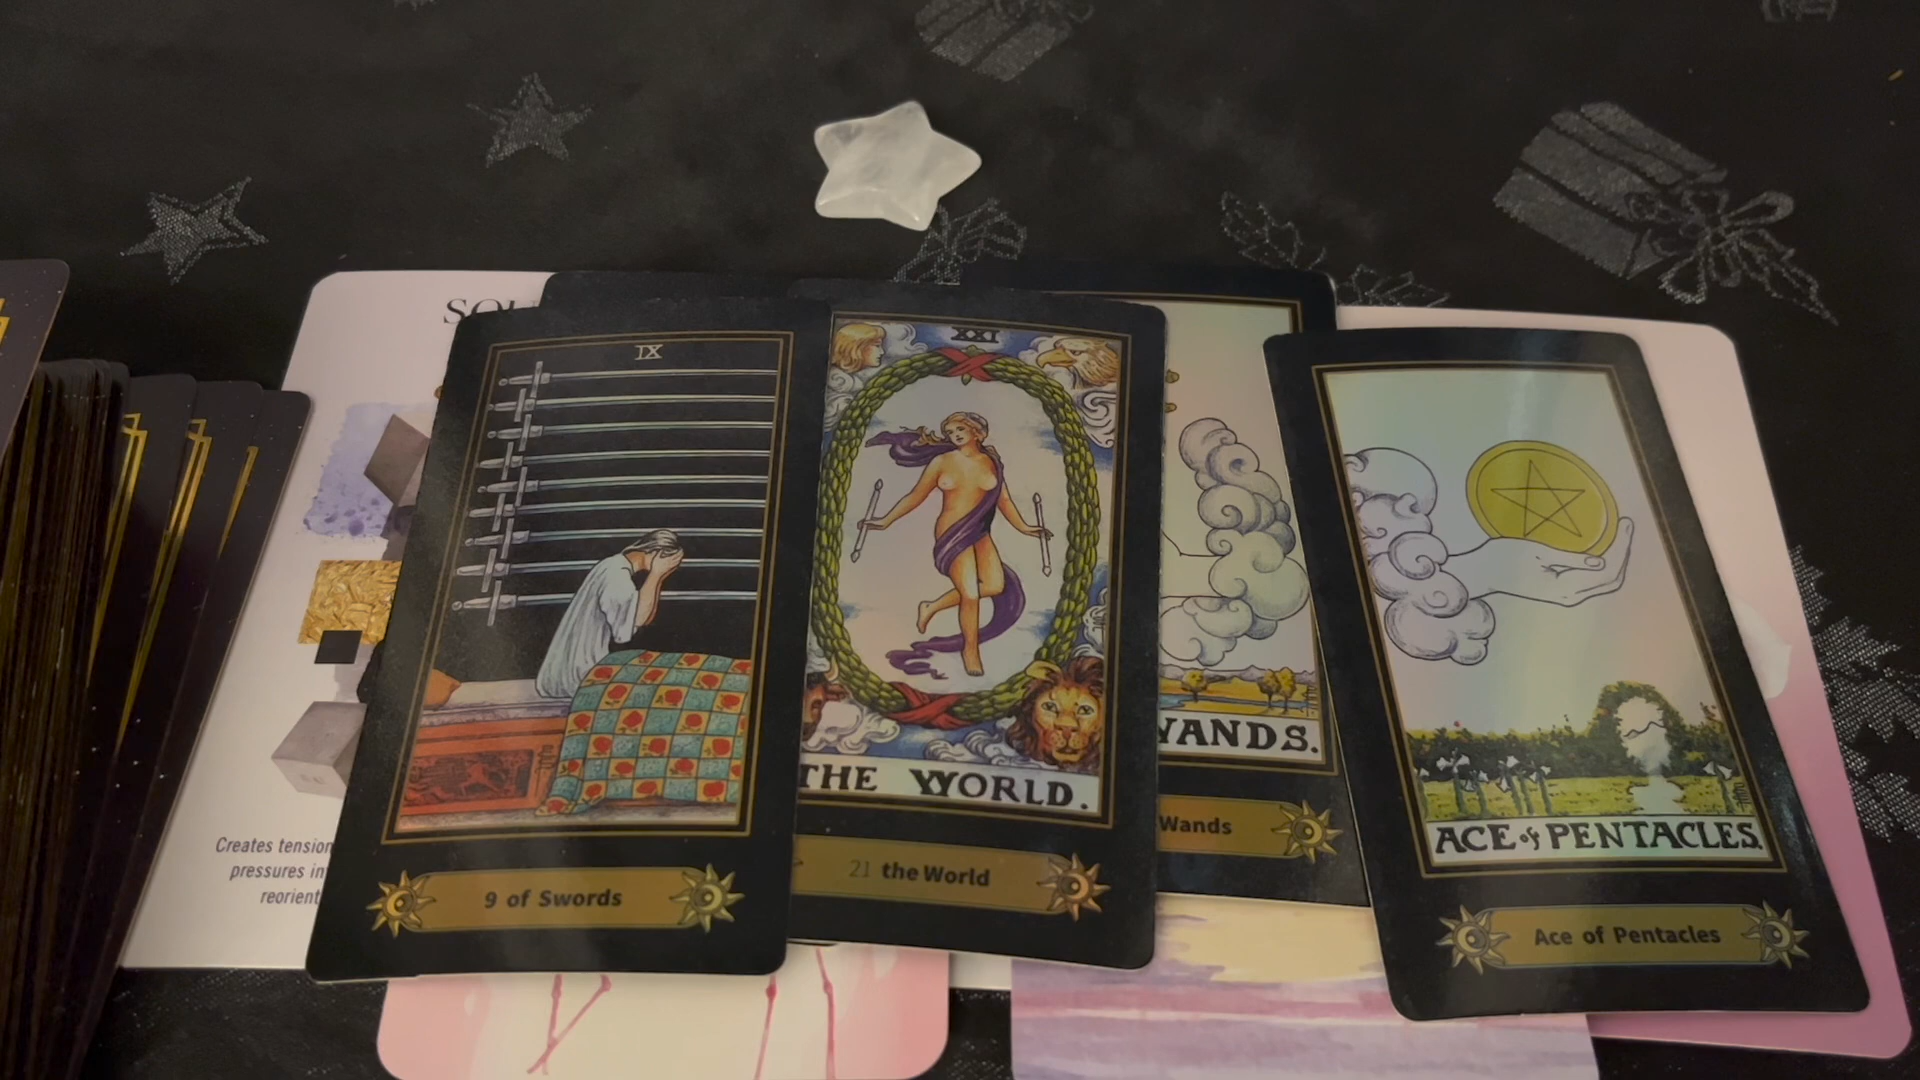 IX
THE WORLD.
XXI
9 of Swords
21 the World
WANDS.
Wands
ACE of PENTACLES.
Ace of Pentacles
Creates tension
pressures in
reorient